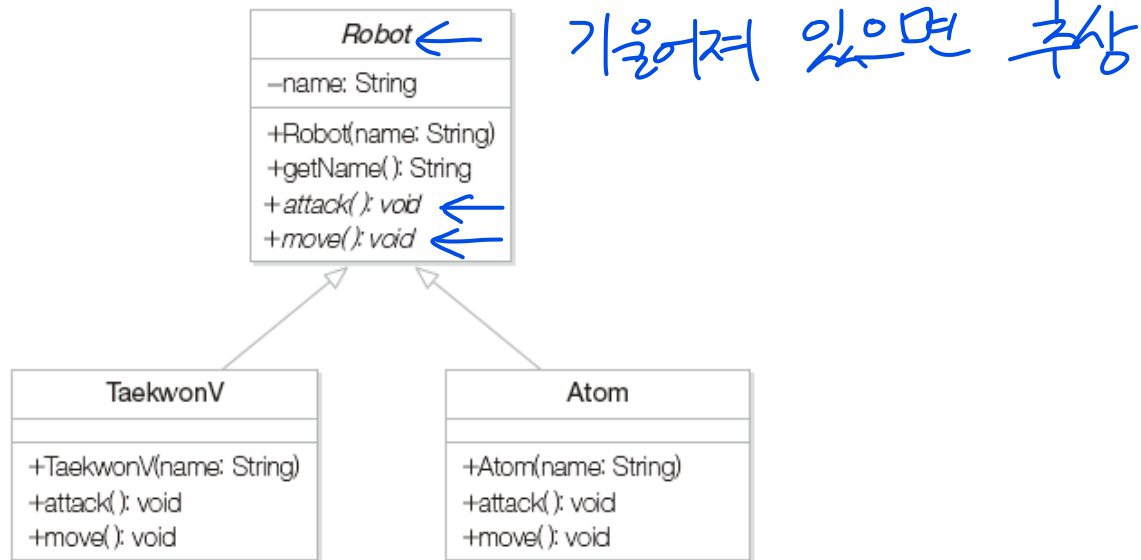 Robot
기울어져 있으면 추상
–name: String
+Robot(name: String)
+getName( ): String
+attack( ): void
+move( ): void
TaekwonV
+TaekwonV(name: String)
+attack( ): void
+move( ): void
Atom
+Atom(name: String)
+attack( ): void
+move( ): void